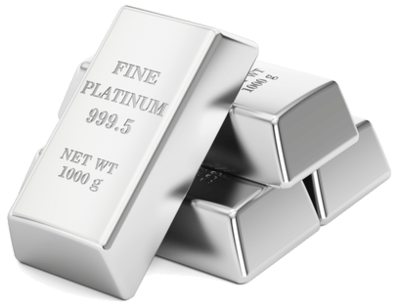 FINE
PLATINUM
999.5
NET WT
1000 g
WT
1000 g